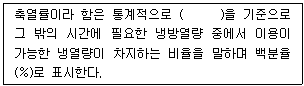 축열률이라 함은 통계적으로 (      )을 기준으로
그 밖의 시간에 필요한 냉방열량 중에서 이용이
가능한 냉열량이 차지하는 비율을 말하며 백분율
(%)로 표시한다.